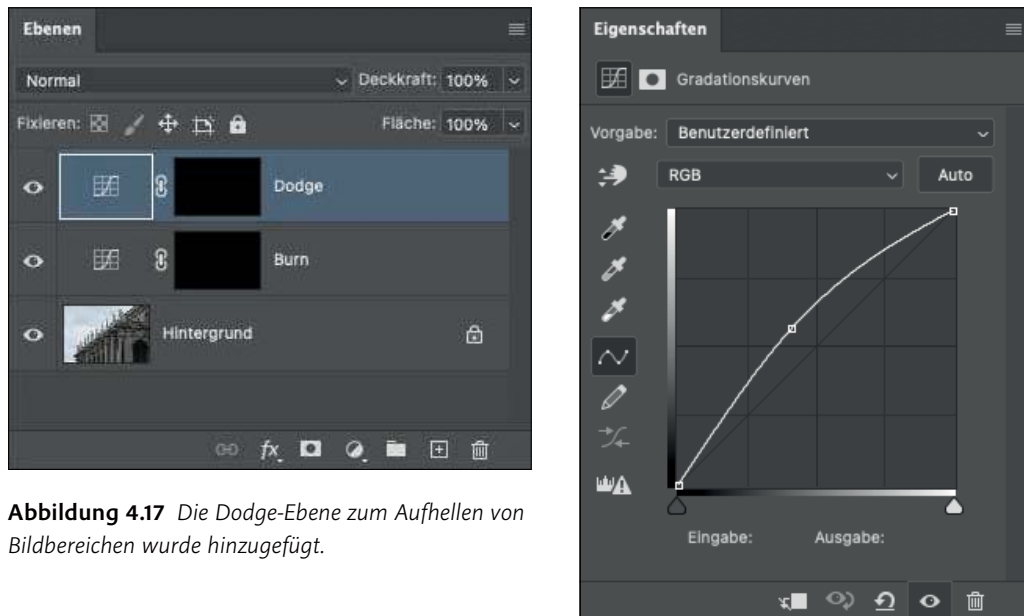 Ebenen
Normal
Deckkraft: 100%
Fixieren:
Fläche: 100%
Dodge
Burn
Hintergrund
fx
Abbildung 4.17 Die Dodge-Ebene zum Aufhellen von
Bildbereichen wurde hinzugefügt.
Eigenschaften
Gradationskurven
Vorgabe: Benutzerdefiniert
RGB
Auto
Eingabe: Ausgabe: